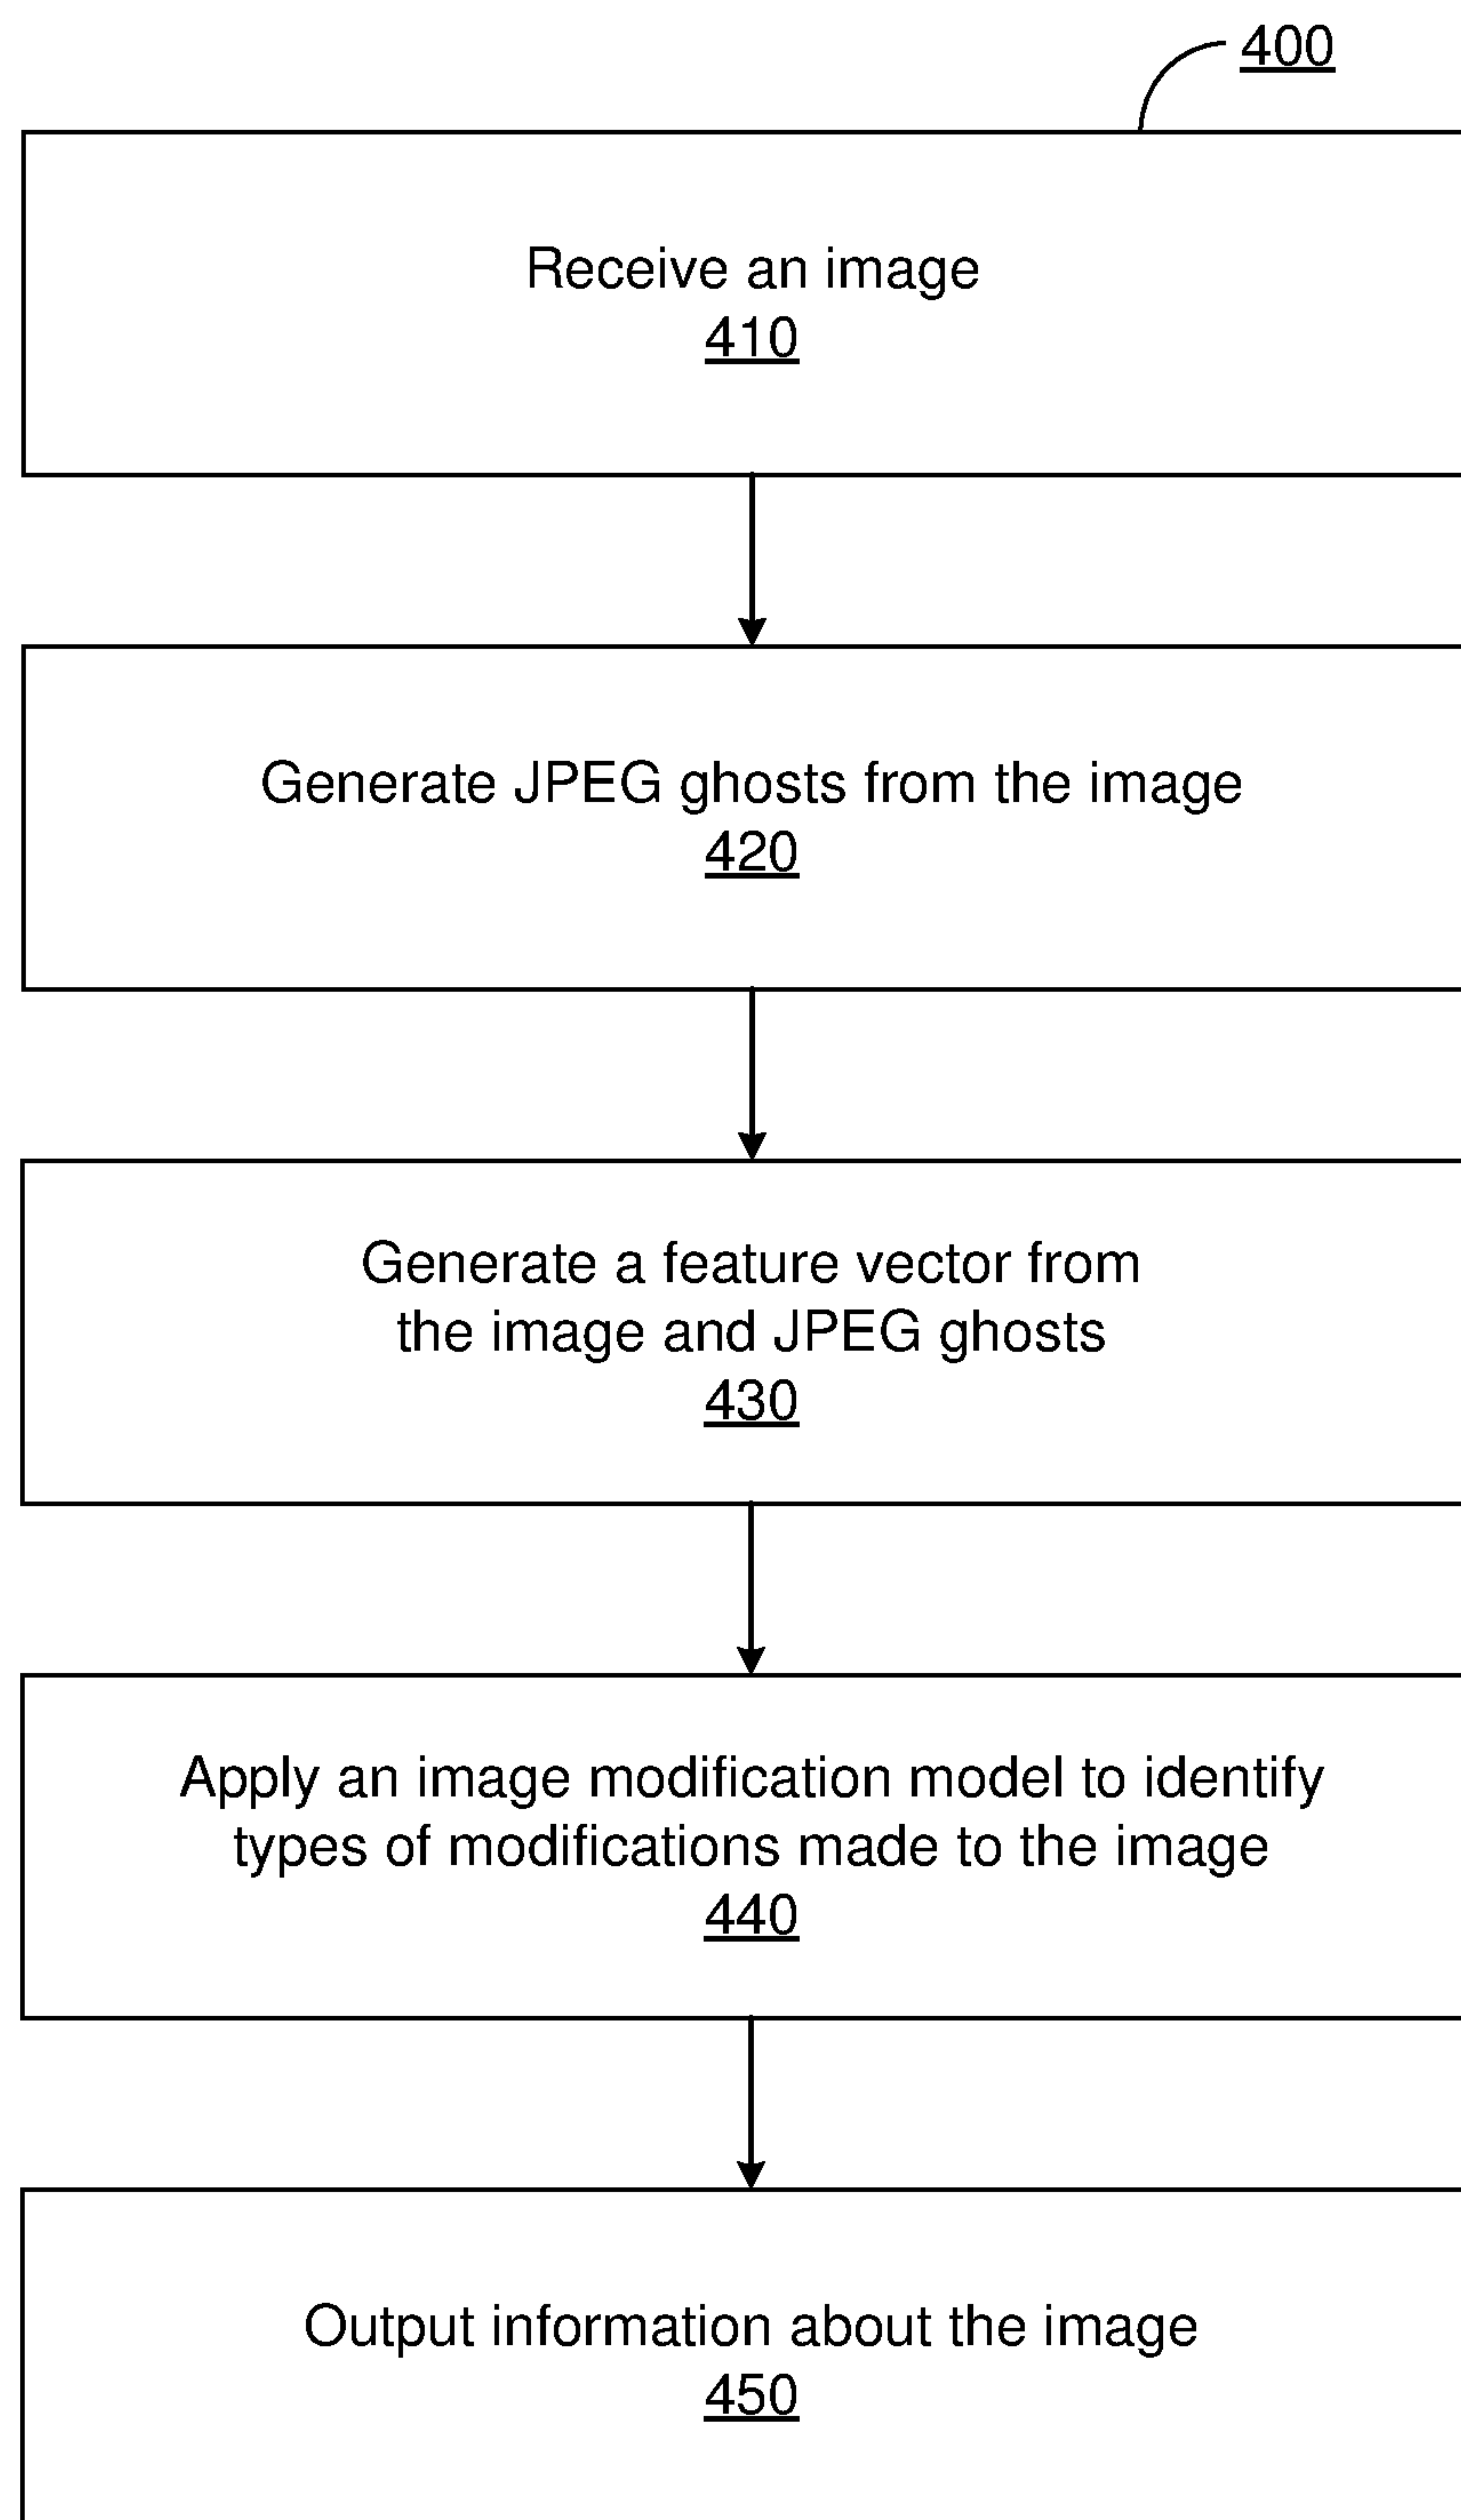 400
Receive an image
410
Generate JPEG ghosts from the image
420
Generate a feature vector from
the image and JPEG ghosts
430
Apply an image modification model to identify
types of modifications made to the image
440
Output information about the image
450